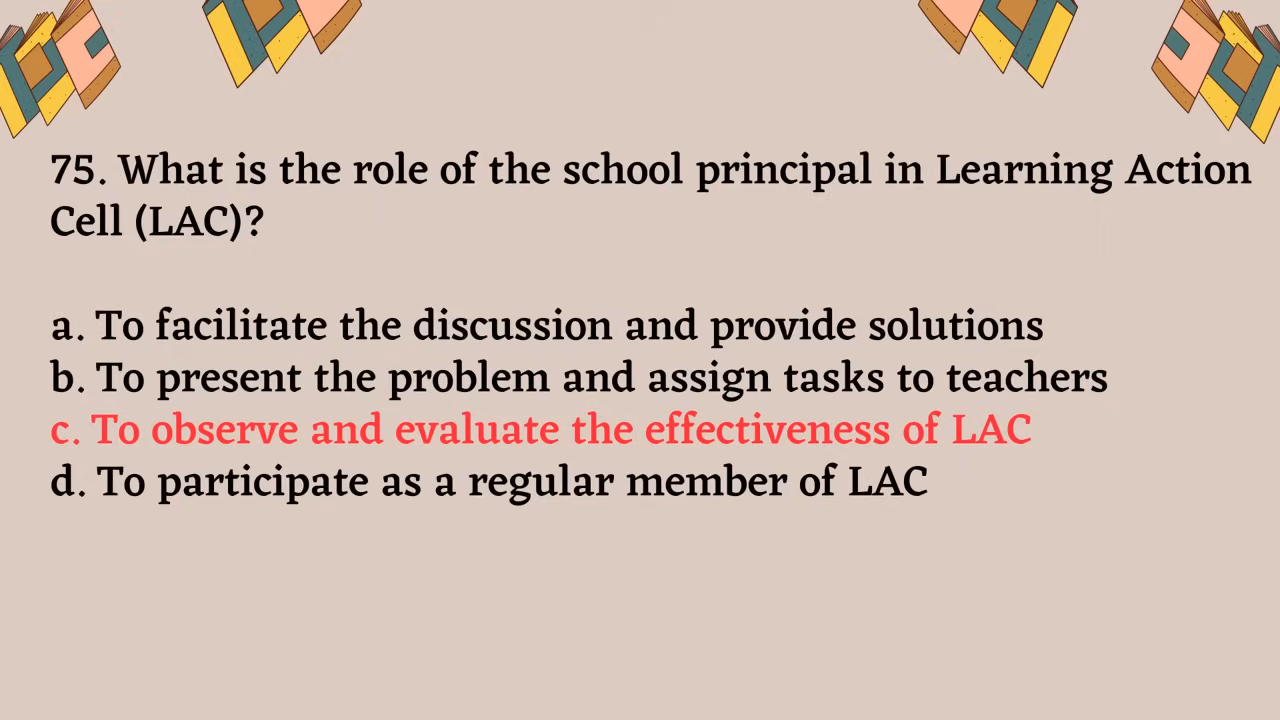 75. What is the role of the school principal in Learning Action
Cell (LAC)?
a. To facilitate the discussion and provide solutions
b. To present the problem and assign tasks to teachers
c. To observe and evaluate the effectiveness of LAC
d. To participate as a regular member of LAC